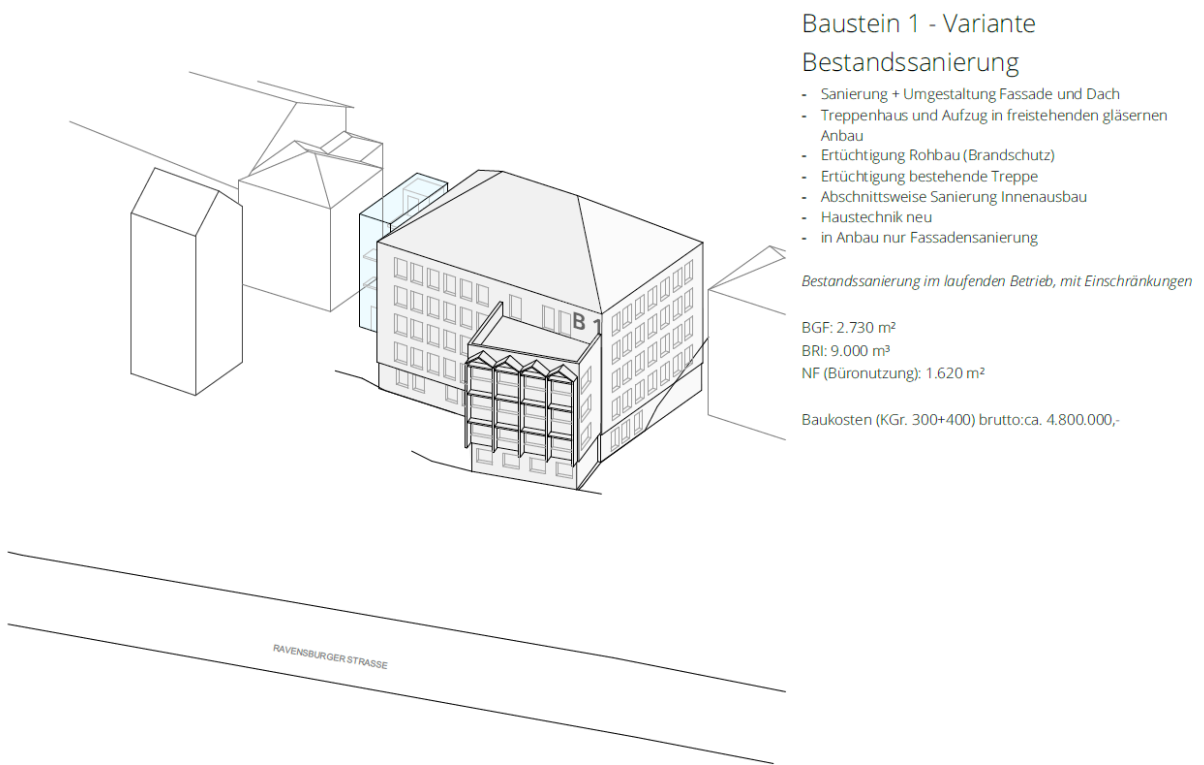 Baustein 1 - Variante
Bestandssanierung
- Sanierung + Umgestaltung Fassade und Dach
- Treppenhaus und Aufzug in freistehenden gläsernen
Anbau
- Ertüchtigung Rohbau (Brandschutz)
- Ertüchtigung bestehende Treppe
- Abschnittsweise Sanierung Innenausbau
- Haustechnik neu
- in Anbau nur Fassadensanierung
Bestandssanierung im laufenden Betrieb, mit Einschränkungen
BGF: 2.730 m²
BRI: 9.000 m³
NF (Büronutzung): 1.620 m²
Baukosten (KGr. 300+400) brutto:ca. 4.800.000,-
B 1
RAVENSBURGER STRASSE